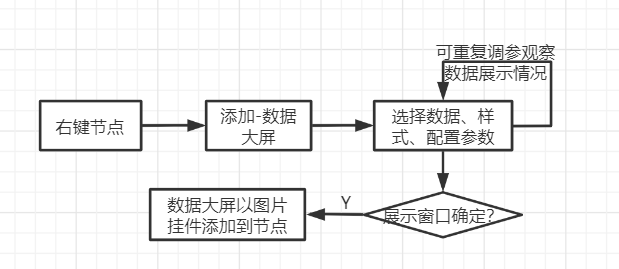 可重复调参观察
数据展示情况
右键节点
添加-数据
大屏
选择数据、样
式、配置参数
数据大屏以图片
挂件添加到节点
Y
展示窗口确定?